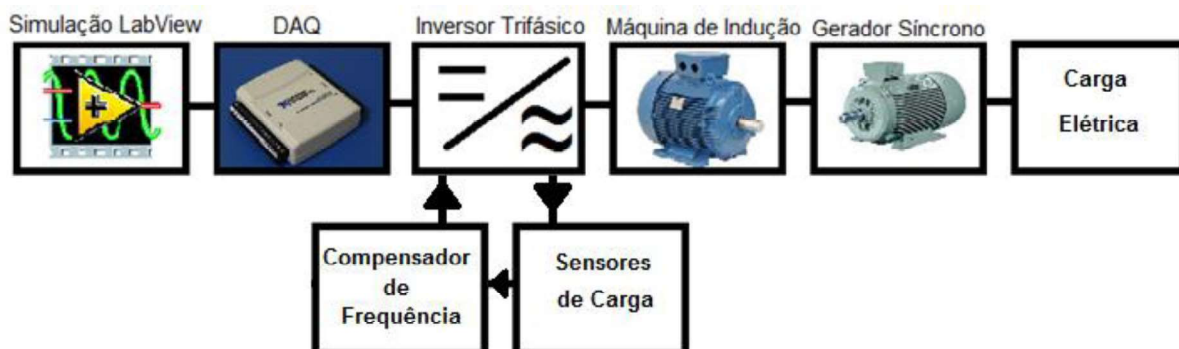 Simulação LabView
DAQ
Inversor Trifásico
Máquina de Indução
Gerador Síncrono
Carga
Elétrica
Compensador
de
Frequência
Sensores
de Carga